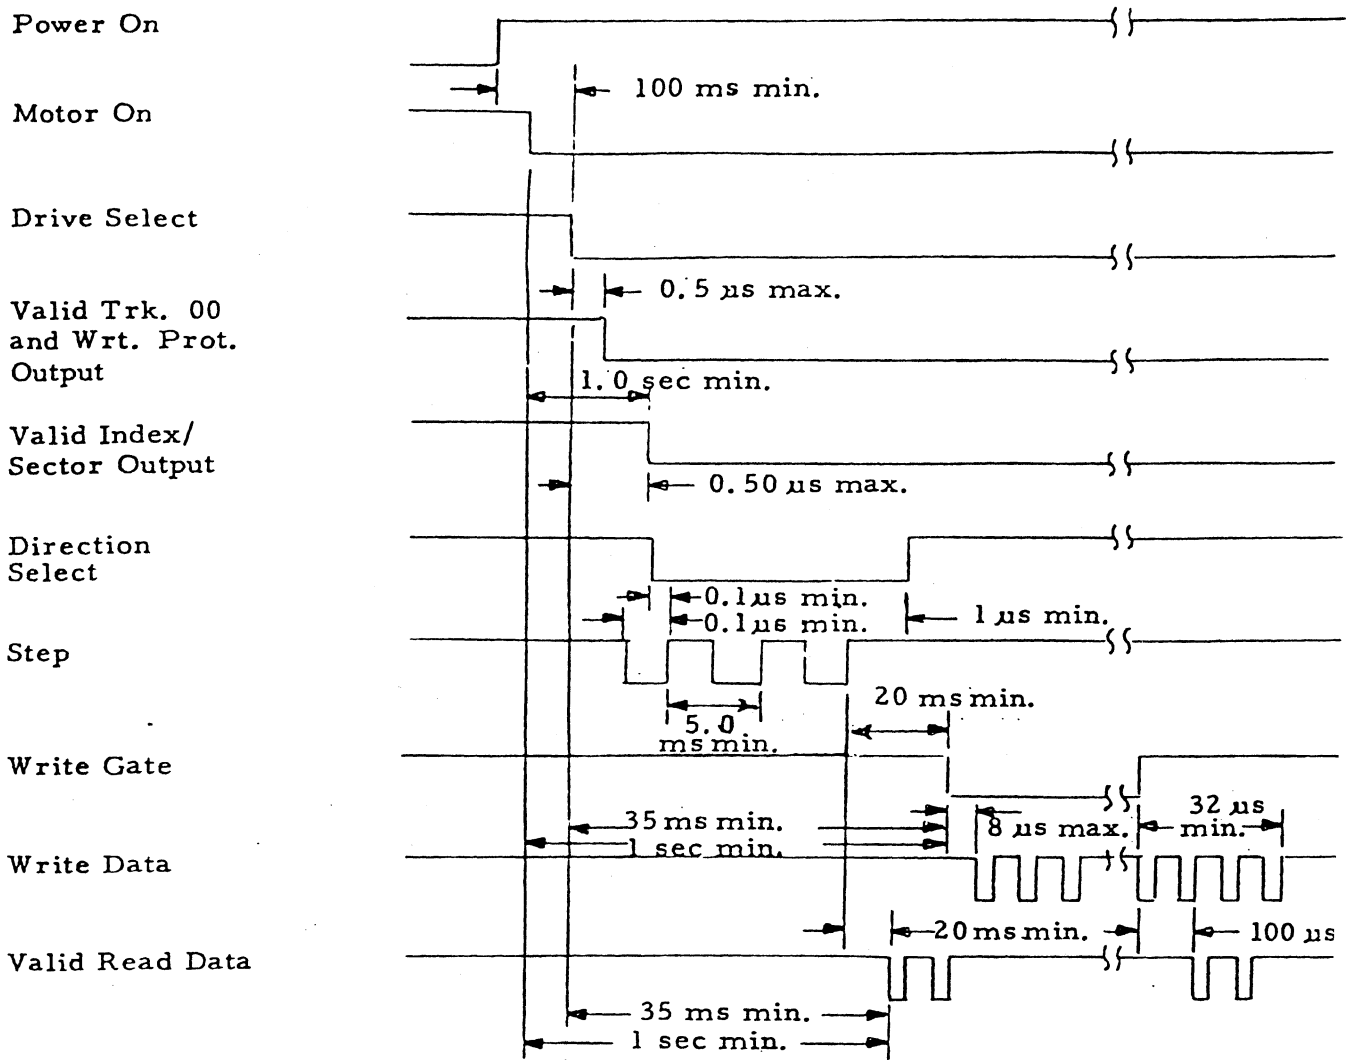 Power On
100 ms min.
Motor On
Drive Select
0.5 µs max.
Valid Trk. 00
and Wrt. Prot.
Output
1.0 sec min.
Valid Index/
Sector Output
0.50 µs max.
Direction
Select
0.1 µs min.
0.1 µs min.
1 µs min.
Step
20 ms min.
5.0
ms min.
Write Gate
35 ms min.
1 sec min.
8 µs max.
32 µs
min.
Write Data
20 ms min.
100 µs
Valid Read Data
35 ms min.
1 sec min.